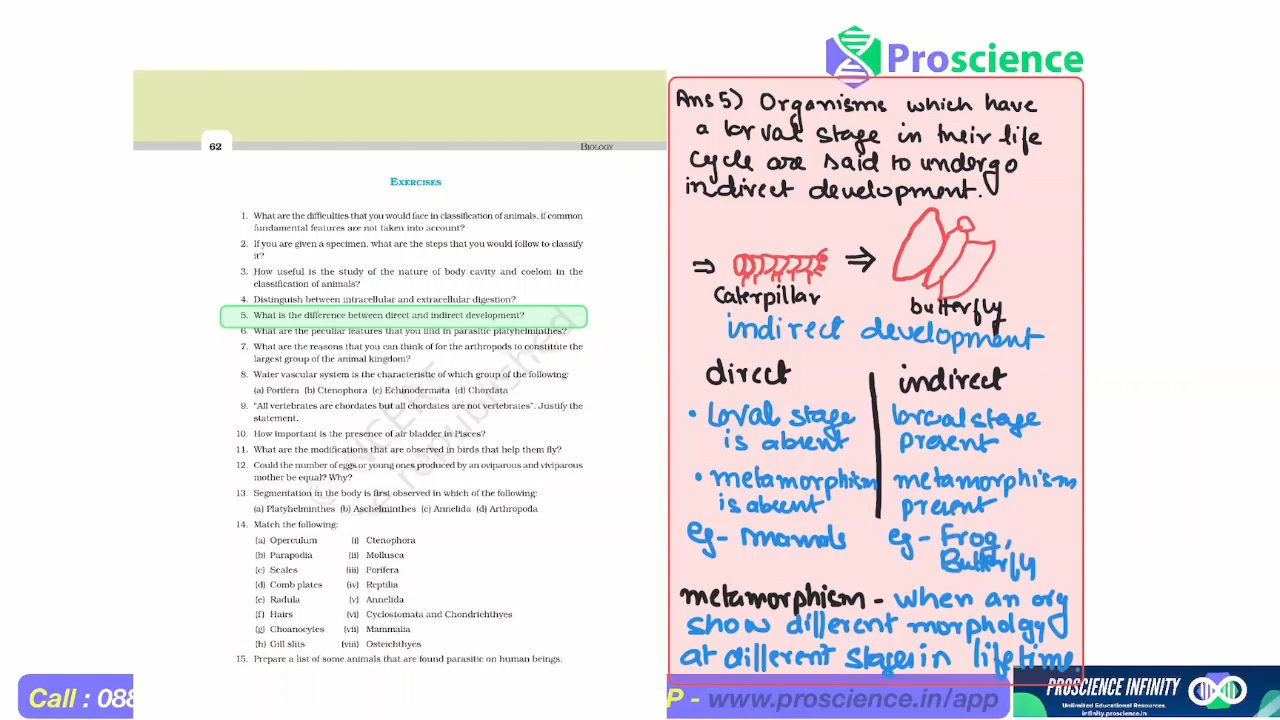 Proscience
62
BIOLOGY
EXERCISES
1. What are the difficulties that you would face in classification of animals, if common
fundamental features are not taken into account?
2. If you are given a specimen, what are the steps that you would follow to classify
it?
3. How useful is the study of the nature of body cavity and coelom in the
classification of animals?
4. Distinguish between intracellular and extracellular digestion?
5. What is the difference between direct and indirect development?
6. What are the peculiar features that you find in parasitic platyhelminthes?
7. What are the reasons that you can think of for the arthropods to constitute the
largest group of the animal kingdom?
8. Water vascular system is the characteristic of which group of the following:
(a) Porifera (b) Ctenophora (c) Echinodermata (d) Chordata
9. "All vertebrates are chordates but all chordates are not vertebrates". Justify the
statement.
10. How important is the presence of air bladder in Pisces?
11. What are the modifications that are observed in birds that help them fly?
12. Could the number of eggs or young ones produced by an oviparous and viviparous
mother be equal? Why?
13. Segmentation in the body is first observed in which of the following:
(a) Platyhelminthes (b) Aschelminthes (c) Annelida (d) Arthropoda
14. Match the following:
(a) Operculum (i) Ctenophora
(b) Parapodia (ii) Mollusca
(c) Scales (iii) Porifera
(d) Comb plates (iv) Reptilia
(e) Radula (v) Annelida
(f) Hairs (vi) Cyclostomata and Chondrichthyes
(g) Choanocytes (vii) Mammalia
(h) Gill slits (viii) Osteichthyes
15. Prepare a list of some animals that are found parasitic on human beings.
© NCERT
be republished
Ans 5) Organisms which have
a larval stage in their life
cycle are said to undergo
indirect development.
⇒ ⇒
Caterpillar butterfly
indirect development
direct indirect
• Larval stage larval stage
is absent present
• metamorphism metamorphism
is absent present
eg- mamals eg- Frog,
Butterfly
metamorphism - when an org
show different morphology
at different stages in lifetime.
Call : 088
P - www.proscience.in/app
PROSCIENCE INFINITY
Unlimited Educational Resources.
infinity.proscience.in